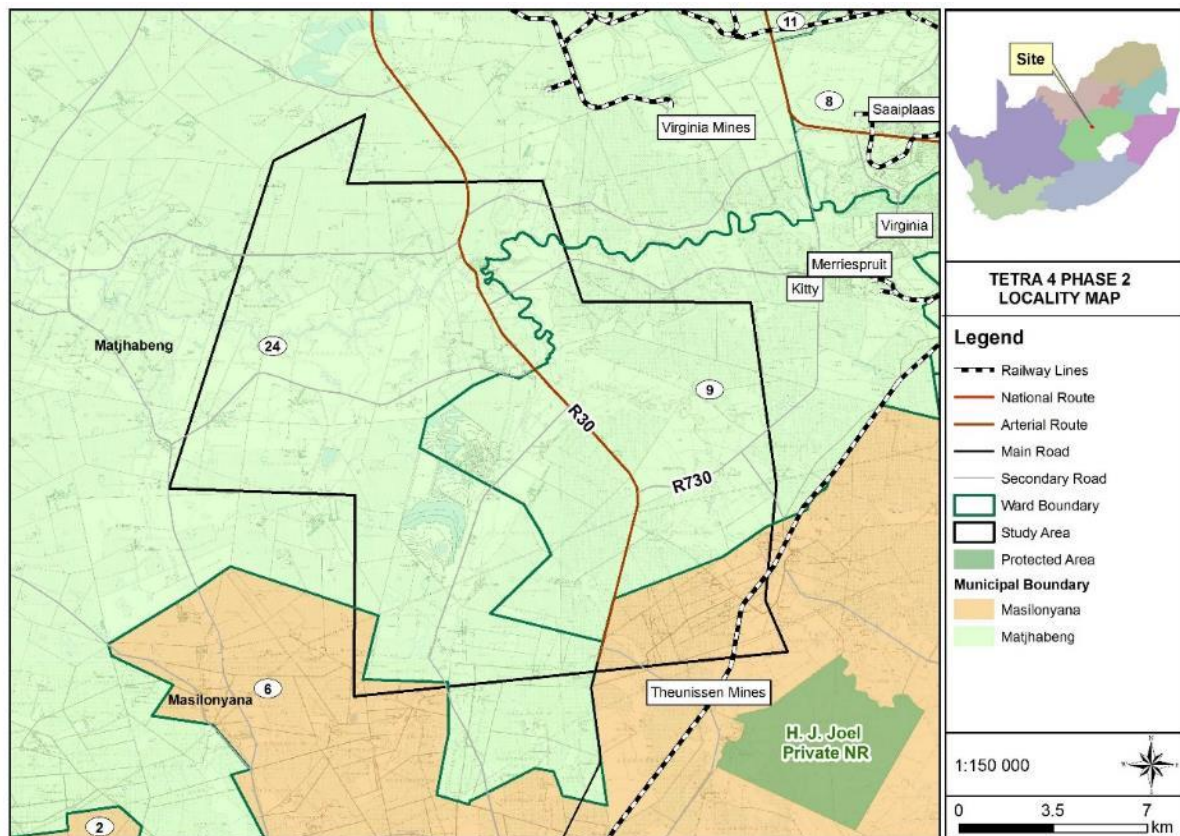 11
8
Saaiplaas
Virginia Mines
Virginia
Merriespruit
Kitty
Matjhabeng
24
9
R30
R730
Theunissen Mines
Masilonyana
6
H. J. Joel
Private NR
2
Site
TETRA 4 PHASE 2
LOCALITY MAP
Legend
Railway Lines
National Route
Arterial Route
Main Road
Secondary Road
Ward Boundary
Study Area
Protected Area
Municipal Boundary
Masilonyana
Matjhabeng
1:150 000
0 3.5 7
km